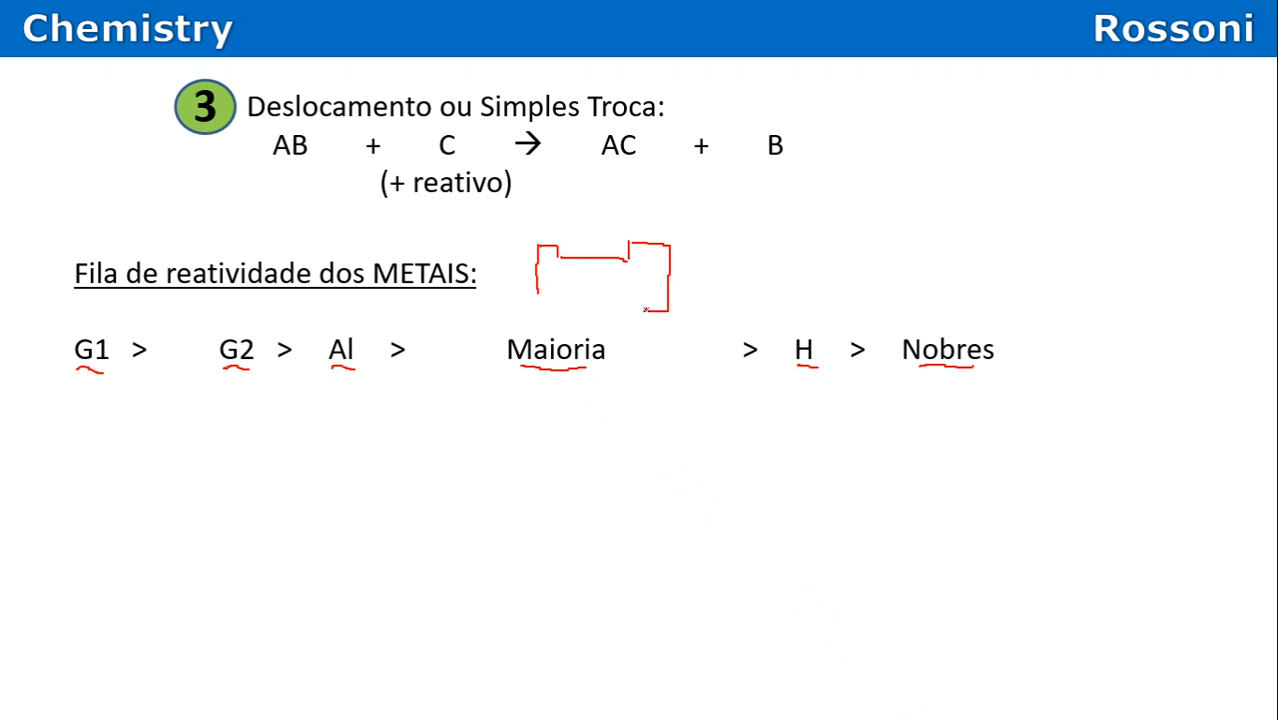 Chemistry Rossoni
3 Deslocamento ou Simples Troca:
AB + C → AC + B
(+ reativo)
Fila de reatividade dos METAIS:
G1 > G2 > Al > Maioria > H > Nobres